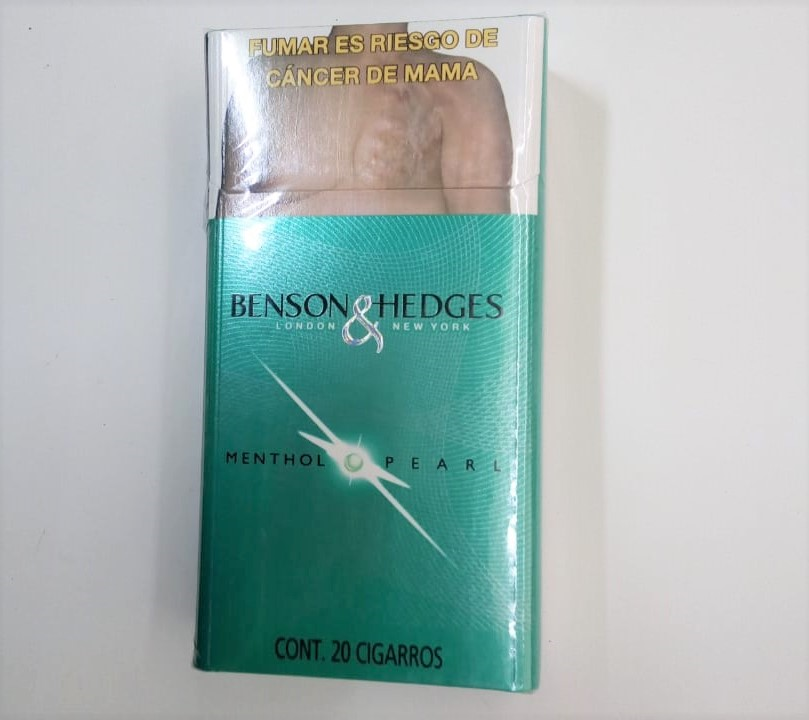 FUMAR ES RIESGO DE
CÁNCER DE MAMA
BENSON & HEDGES
LONDON NEW YORK
MENTHOL PEARL
CONT. 20 CIGARROS